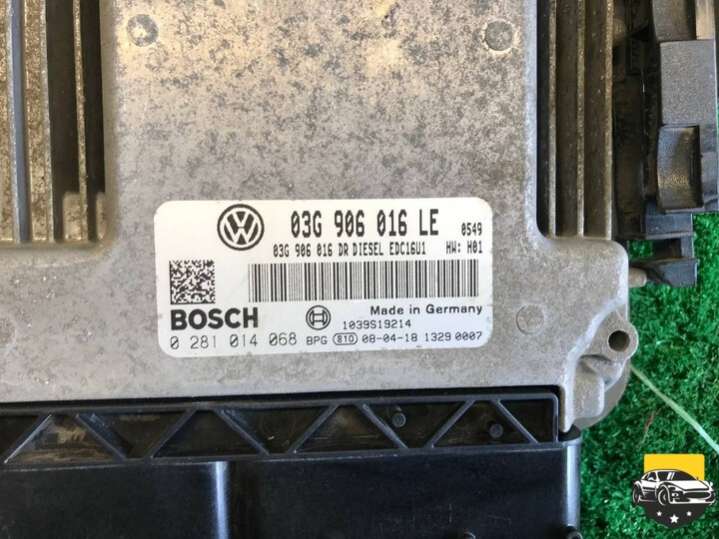 03G 906 016 LE 0549
03G 906 016 DR DIESEL EDC16U1 HW: H01
Made in Germany
BOSCH 1039S19214
0 281 014 068 BPG 810 08-04-18 1329 0007